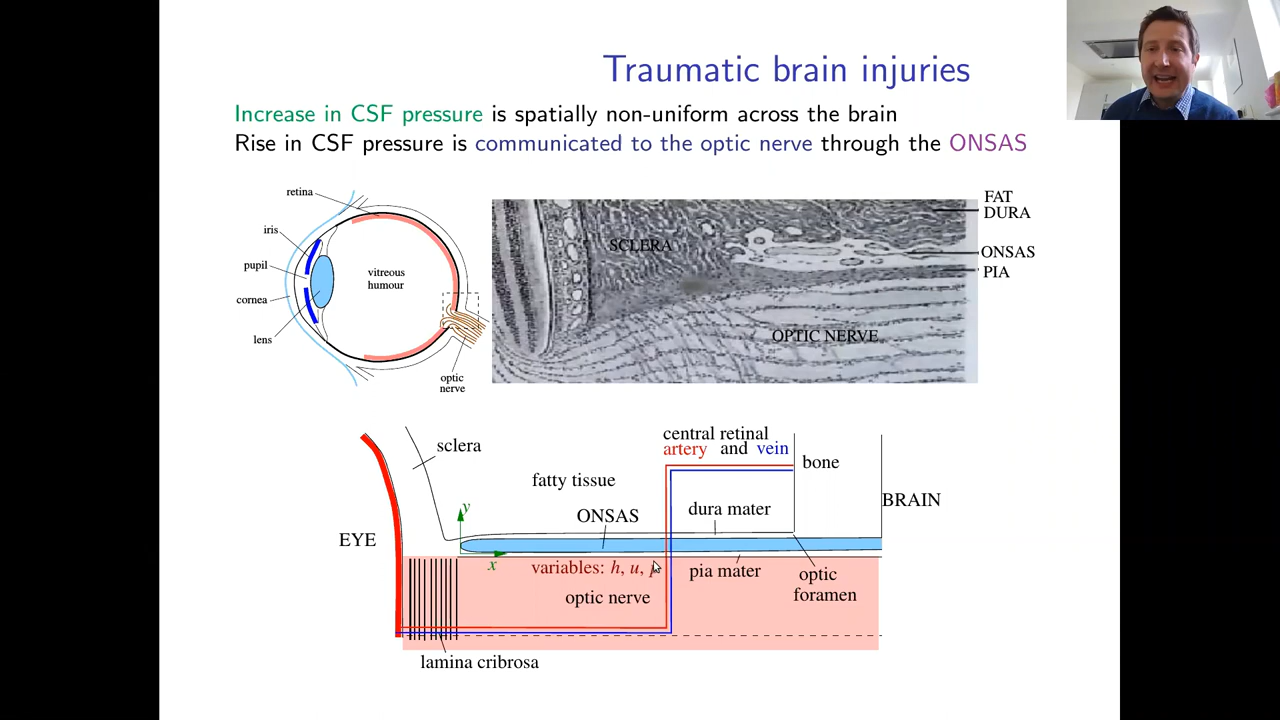 Traumatic brain injuries
Increase in CSF pressure is spatially non-uniform across the brain
Rise in CSF pressure is communicated to the optic nerve through the ONSAS
retina
iris
pupil
cornea
lens
vitreous
humour
optic
nerve
SCLERA
OPTIC NERVE
FAT
DURA
ONSAS
PIA
sclera
EYE
fatty tissue
ONSAS
central retinal
artery and vein
bone
BRAIN
dura mater
y
x
variables: h, u, p
optic nerve
pia mater
optic
foramen
lamina cribrosa